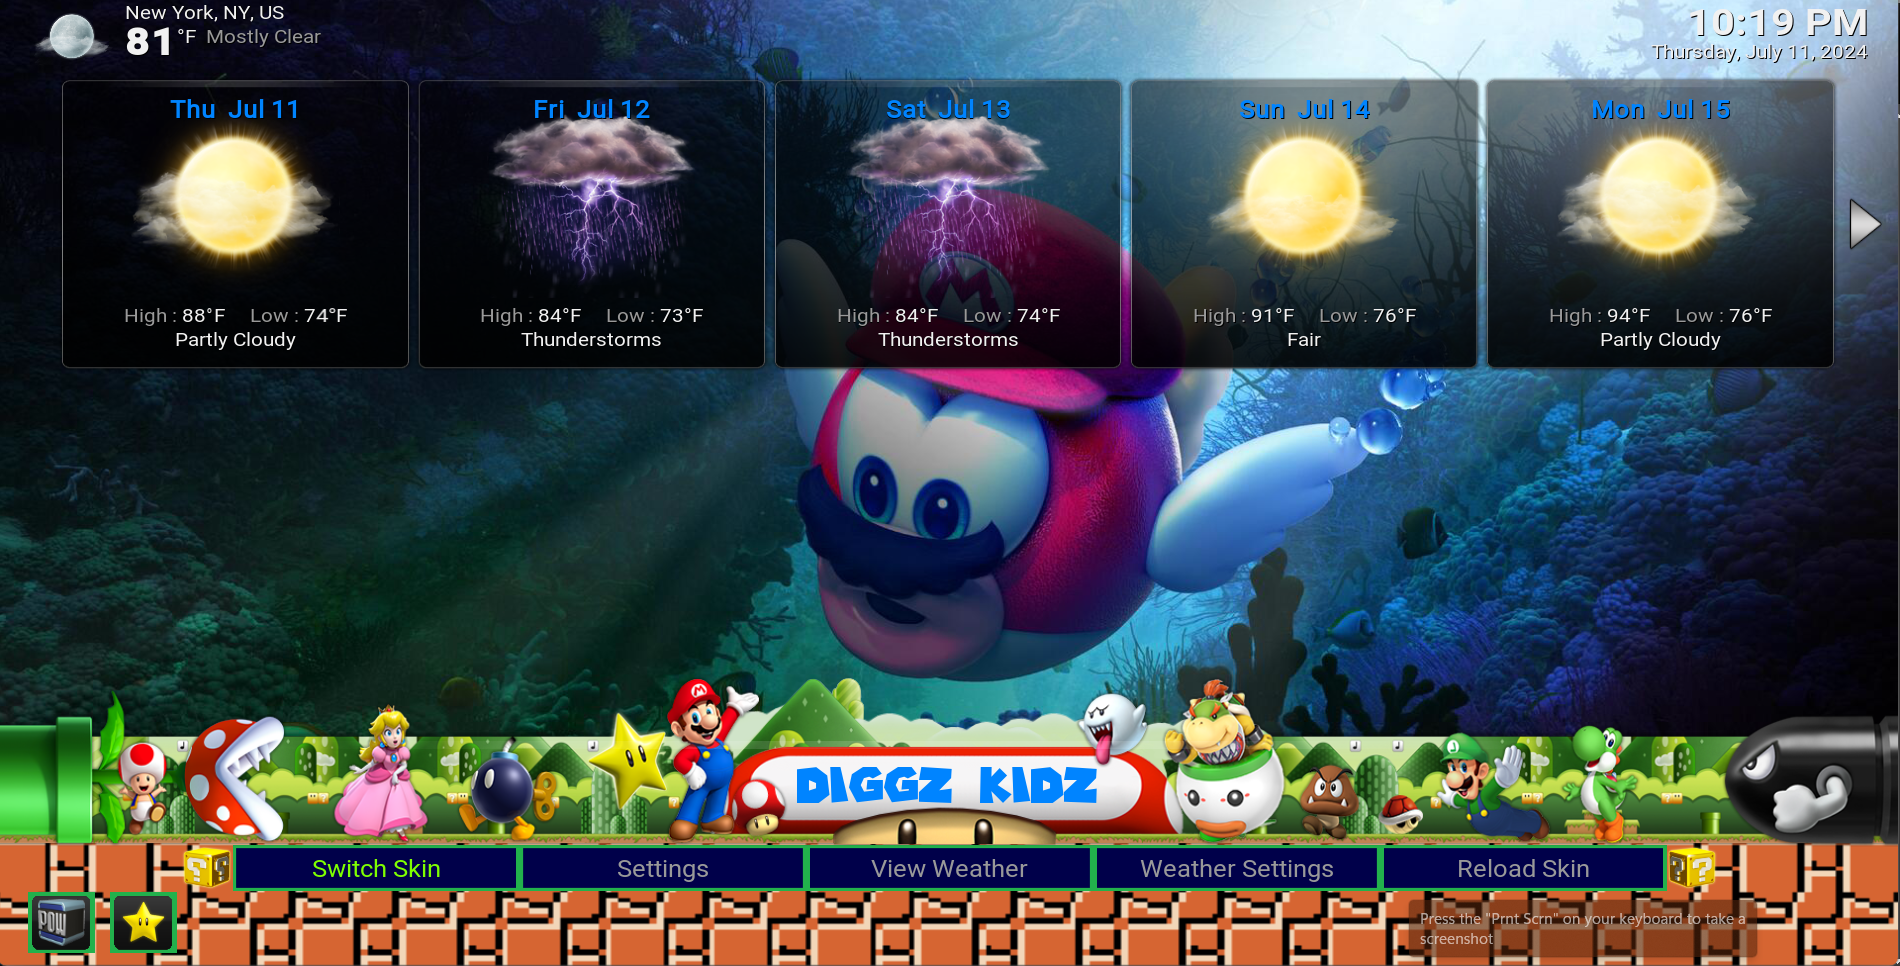 New York, NY, US
81 °F Mostly Clear
10:19 PM
Thursday, July 11, 2024
Thu Jul 11
High : 88°F Low : 74°F
Partly Cloudy
Fri Jul 12
High : 84°F Low : 73°F
Thunderstorms
Sat Jul 13
High : 84°F Low : 74°F
Thunderstorms
Sun Jul 14
High : 91°F Low : 76°F
Fair
Mon Jul 15
High : 94°F Low : 76°F
Partly Cloudy
M
M
DIGGZ KIDZ
Switch Skin
Settings
View Weather
Weather Settings
Reload Skin
POW
Press the "Prnt Scrn" on your keyboard to take a
screenshot